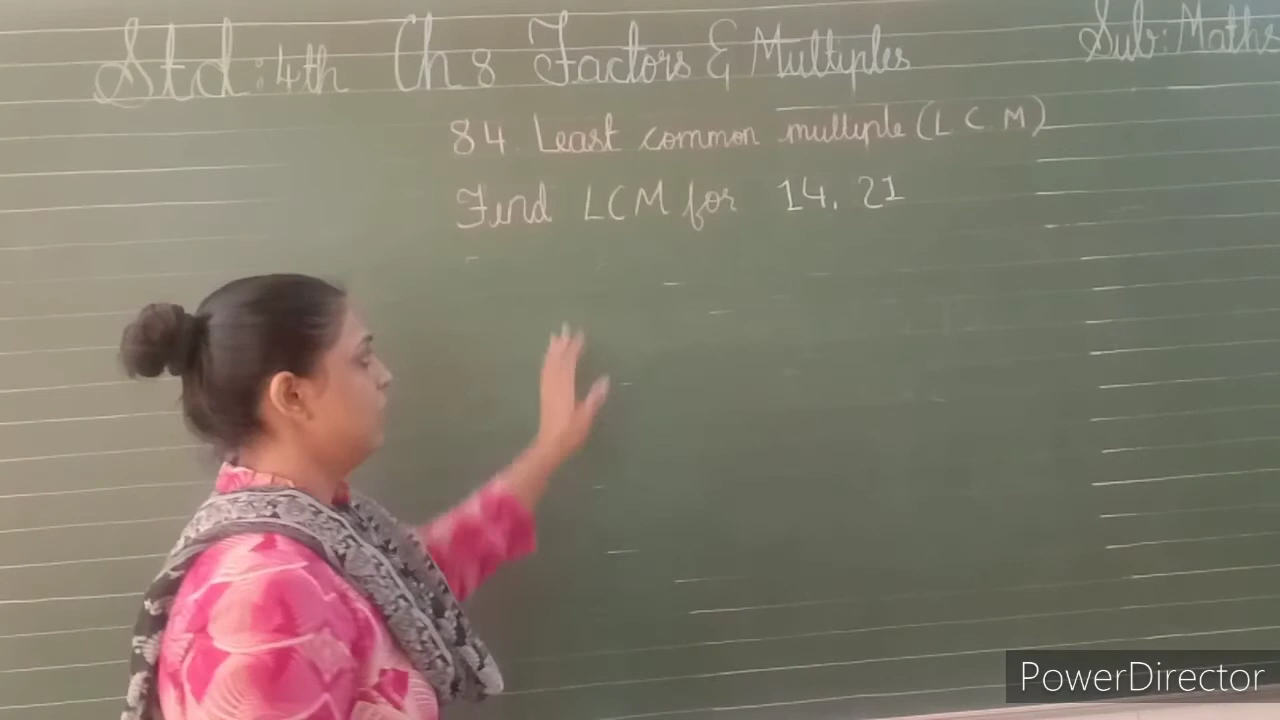 Std: 4th Ch 8 Factors & Multiples Sub: Maths
84. Least common multiple (L C M)
Find LCM for 14, 21
PowerDirector